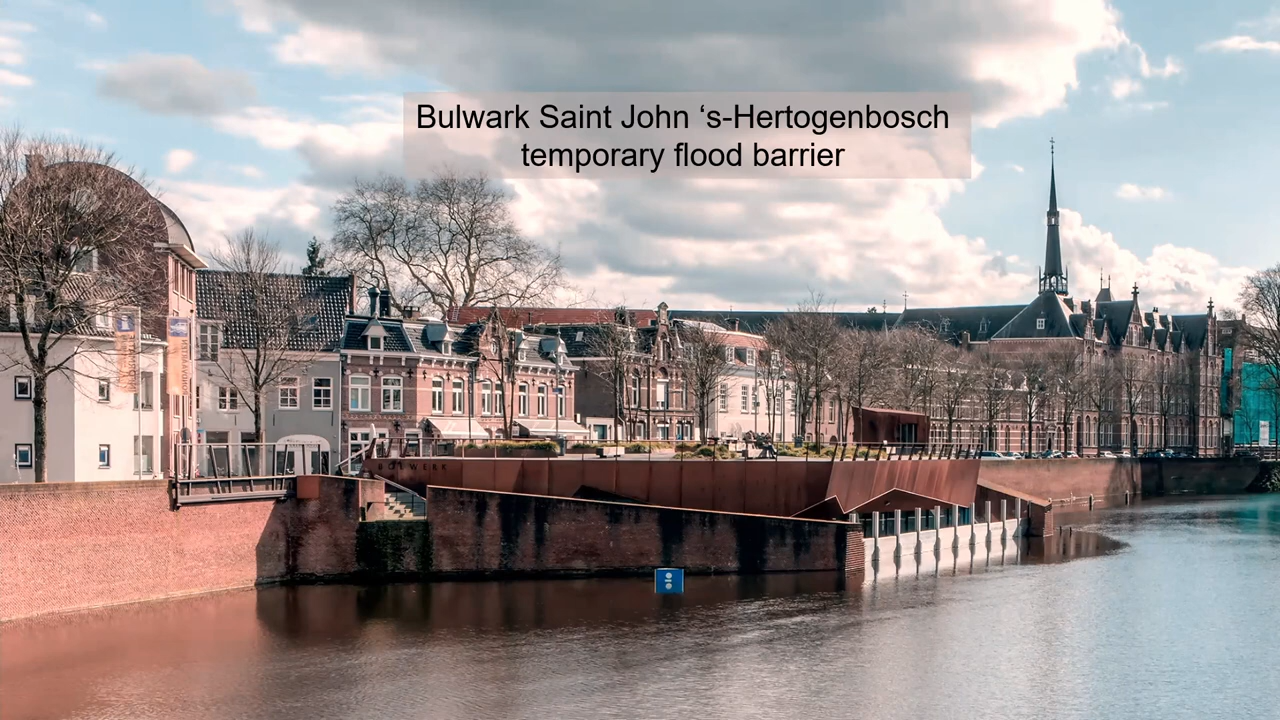 Bulwark Saint John ‘s-Hertogenbosch
temporary flood barrier
BOLWERK